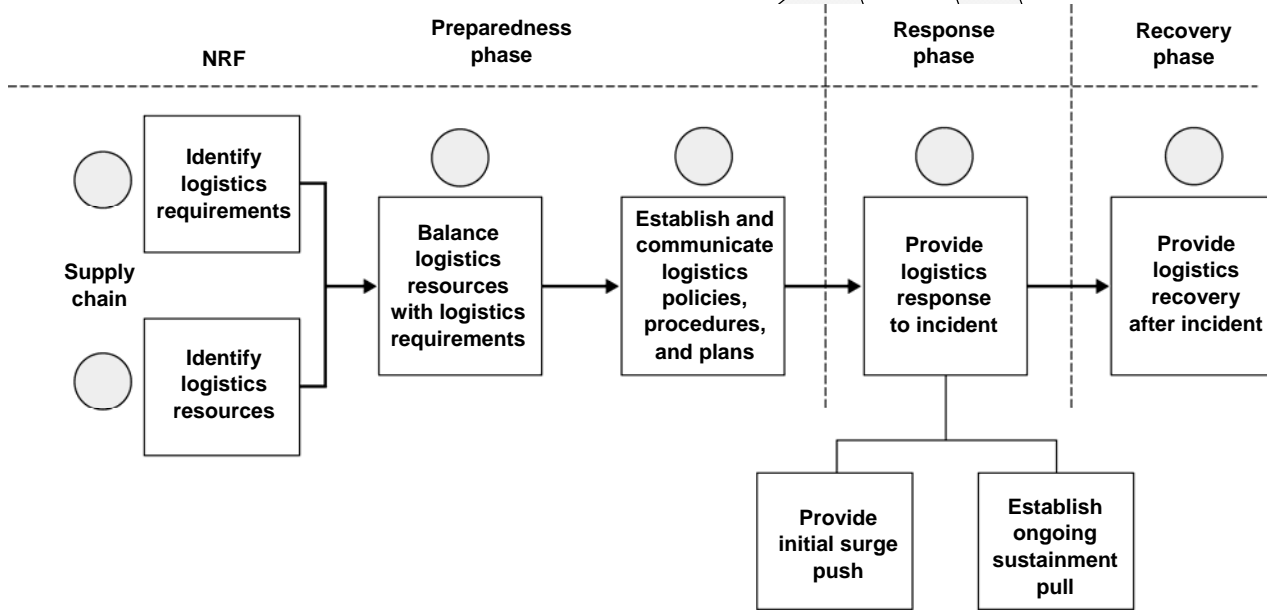 NRF
Preparedness
phase
Response
phase
Recovery
phase
Supply
chain
Identify
logistics
requirements
Identify
logistics
resources
Balance
logistics
resources
with logistics
requirements
Establish and
communicate
logistics
policies,
procedures,
and plans
Provide
logistics
response
to incident
Provide
logistics
recovery
after incident
Provide
initial surge
push
Establish
ongoing
sustainment
pull